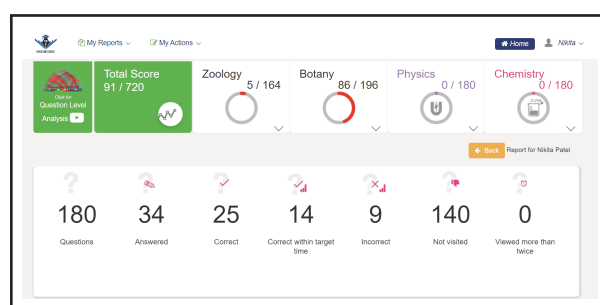 My Reports
My Actions
Home
Nikita
Click for
Question Level
Analysis
Total Score
91 / 720
Zoology
5 / 164
Botany
86 / 196
Physics
0 / 180
Chemistry
0 / 180
Back
Report for Nikita Patel
180
Questions
34
Answered
25
Correct
14
Correct within target
time
9
Incorrect
140
Not visited
0
Viewed more than
twice